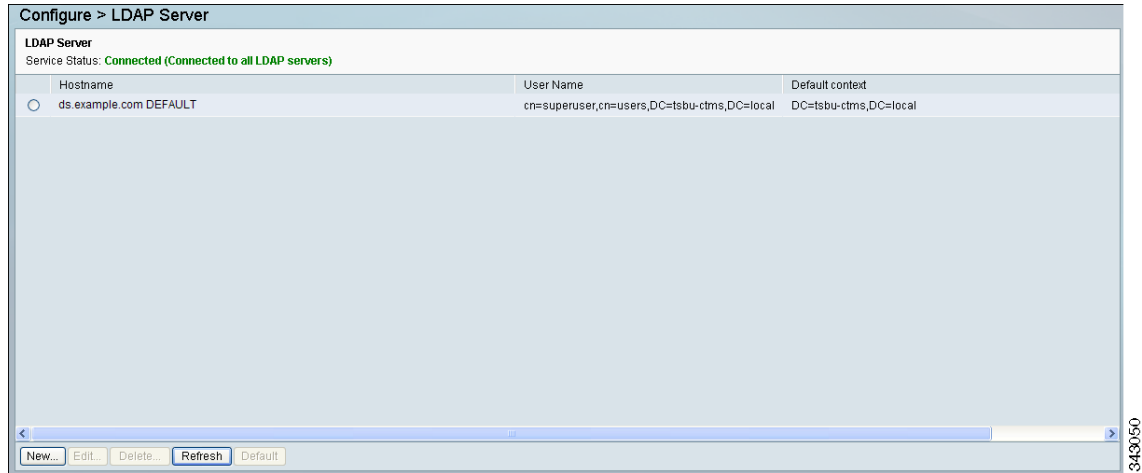 Configure > LDAP Server
LDAP Server
Service Status: Connected (Connected to all LDAP servers)
Hostname User Name Default context
ds.example.com DEFAULT cn=superuser,cn=users,DC=tsbu-ctms,DC=local DC=tsbu-ctms,DC=local
New... Edit... Delete... Refresh Default
343050